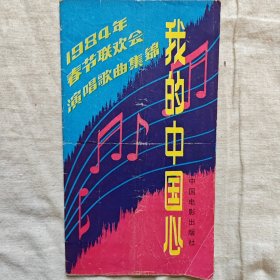 1984年
春节联欢会
演唱歌曲集锦
我的中国心
中国电影出版社